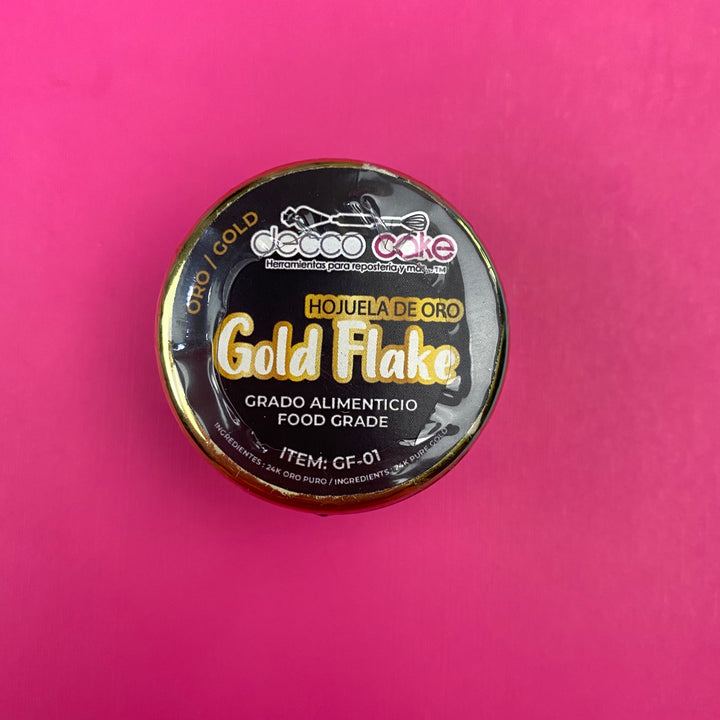 ORO / GOLD
decco cake
Herramientas para repostería y más... TM
HOJUELA DE ORO
Gold Flake
GRADO ALIMENTICIO
FOOD GRADE
ITEM: GF-01
INGREDIENTES : 24K ORO PURO / INGREDIENTS : 24K PURE GOLD